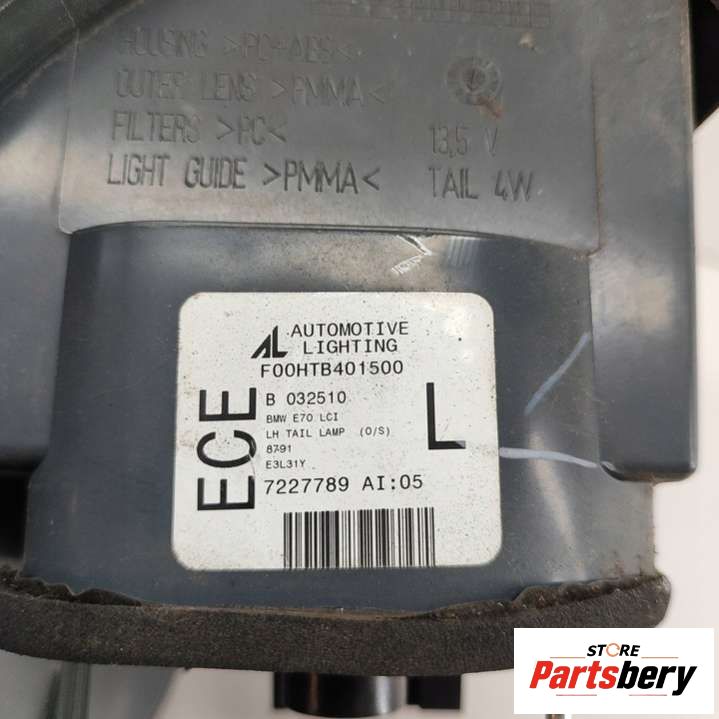 HOUSING >PC-ABS<
OUTER LENS >PMMA<
FILTERS >PC<
13,5 V
LIGHT GUIDE >PMMA<
TAIL 4W
AL AUTOMOTIVE
LIGHTING
F00HTB401500
ECE
B 032510
BMW E70 LCI
LH TAIL LAMP (O/S)
8791
E3L31Y
L
7227789 AI:05
STORE
Partsbery